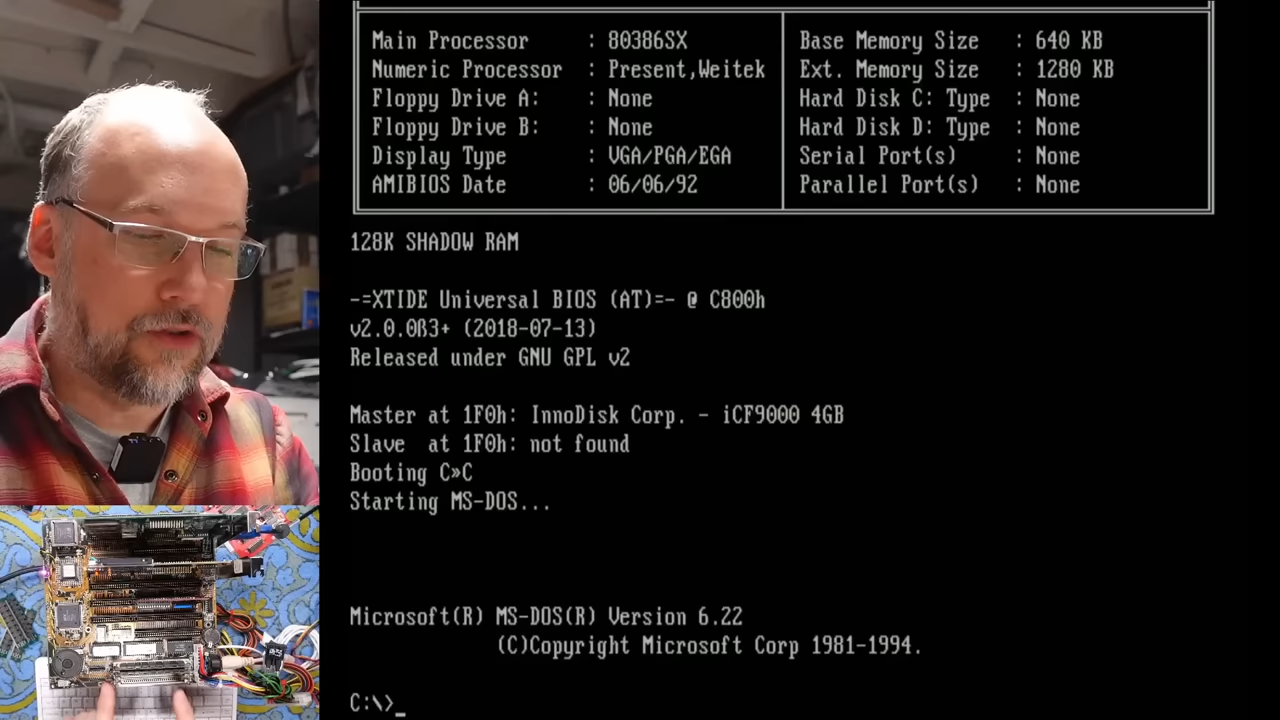 Main Processor : 80386SX
Numeric Processor : Present,Weitek
Floppy Drive A: : None
Floppy Drive B: : None
Display Type : VGA/PGA/EGA
AMIBIOS Date : 06/06/92
Base Memory Size : 640 KB
Ext. Memory Size : 1280 KB
Hard Disk C: Type : None
Hard Disk D: Type : None
Serial Port(s) : None
Parallel Port(s) : None
128K SHADOW RAM
-=XTIDE Universal BIOS (AT)=- @ C800h
v2.0.0ß3+ (2018-07-13)
Released under GNU GPL v2
Master at 1F0h: InnoDisk Corp. - iCF9000 4GB
Slave at 1F0h: not found
Booting C»C
Starting MS-DOS...
Microsoft(R) MS-DOS(R) Version 6.22
(C)Copyright Microsoft Corp 1981-1994.
C:\>_